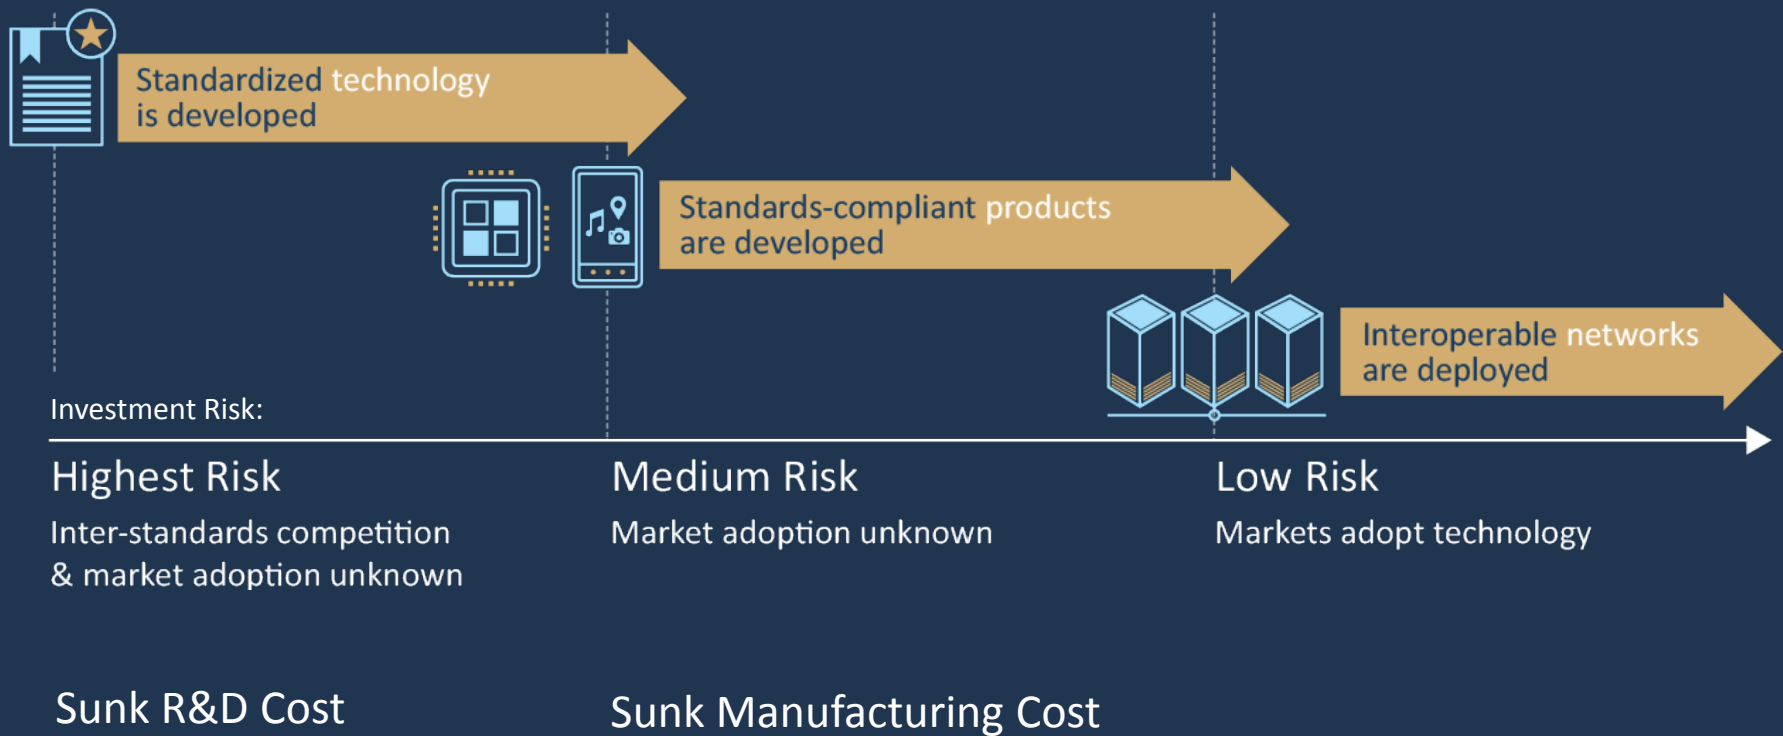 Standardized technology
is developed
Standards-compliant products
are developed
Interoperable networks
are deployed
Investment Risk:
Highest Risk
Inter-standards competition
& market adoption unknown
Medium Risk
Market adoption unknown
Low Risk
Markets adopt technology
Sunk R&D Cost
Sunk Manufacturing Cost